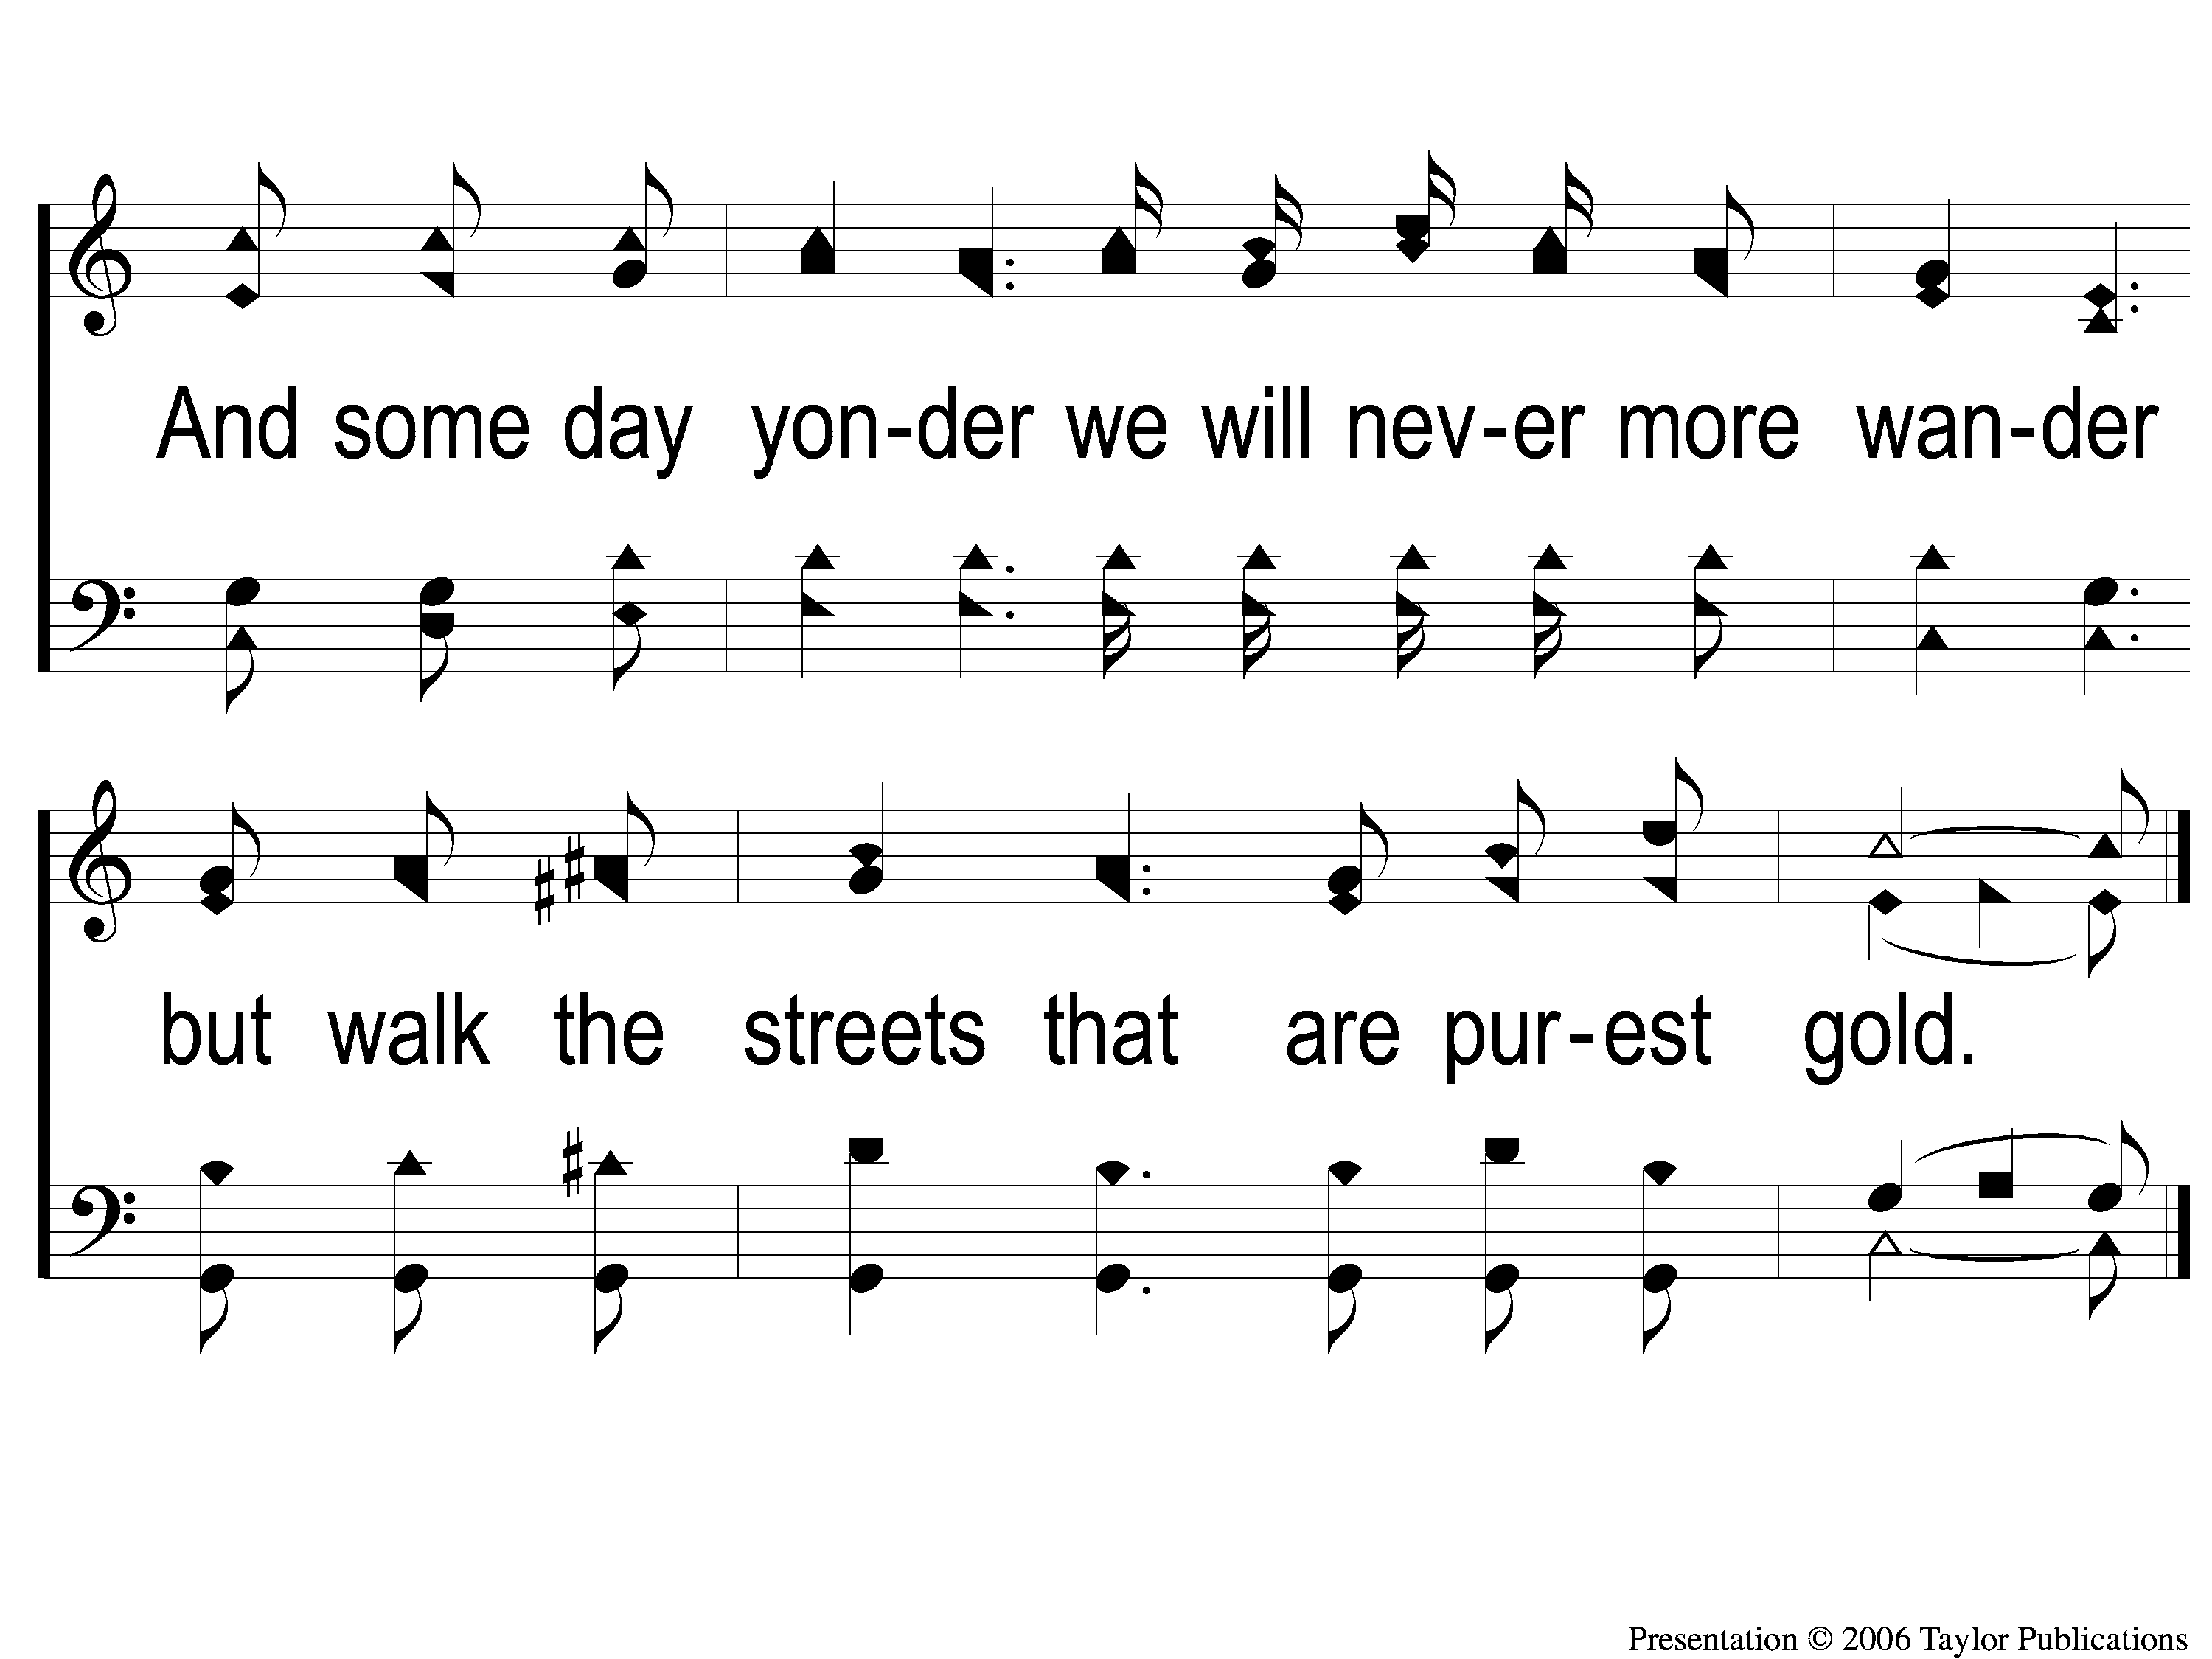 And some day yon-der we will nev-er more wan-der
but walk the streets that are pur-est gold.
Presentation © 2006 Taylor Publications